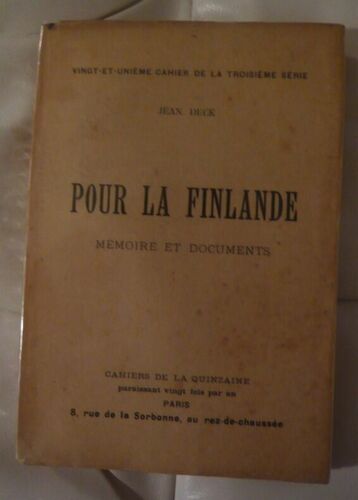 VINGT-ET-UNIÈME CAHIER DE LA TROISIÈME SÉRIE
JEAN DECK
POUR LA FINLANDE
MÉMOIRE ET DOCUMENTS
CAHIERS DE LA QUINZAINE
paraissant vingt fois par an
PARIS
8, rue de la Sorbonne, au rez-de-chaussée